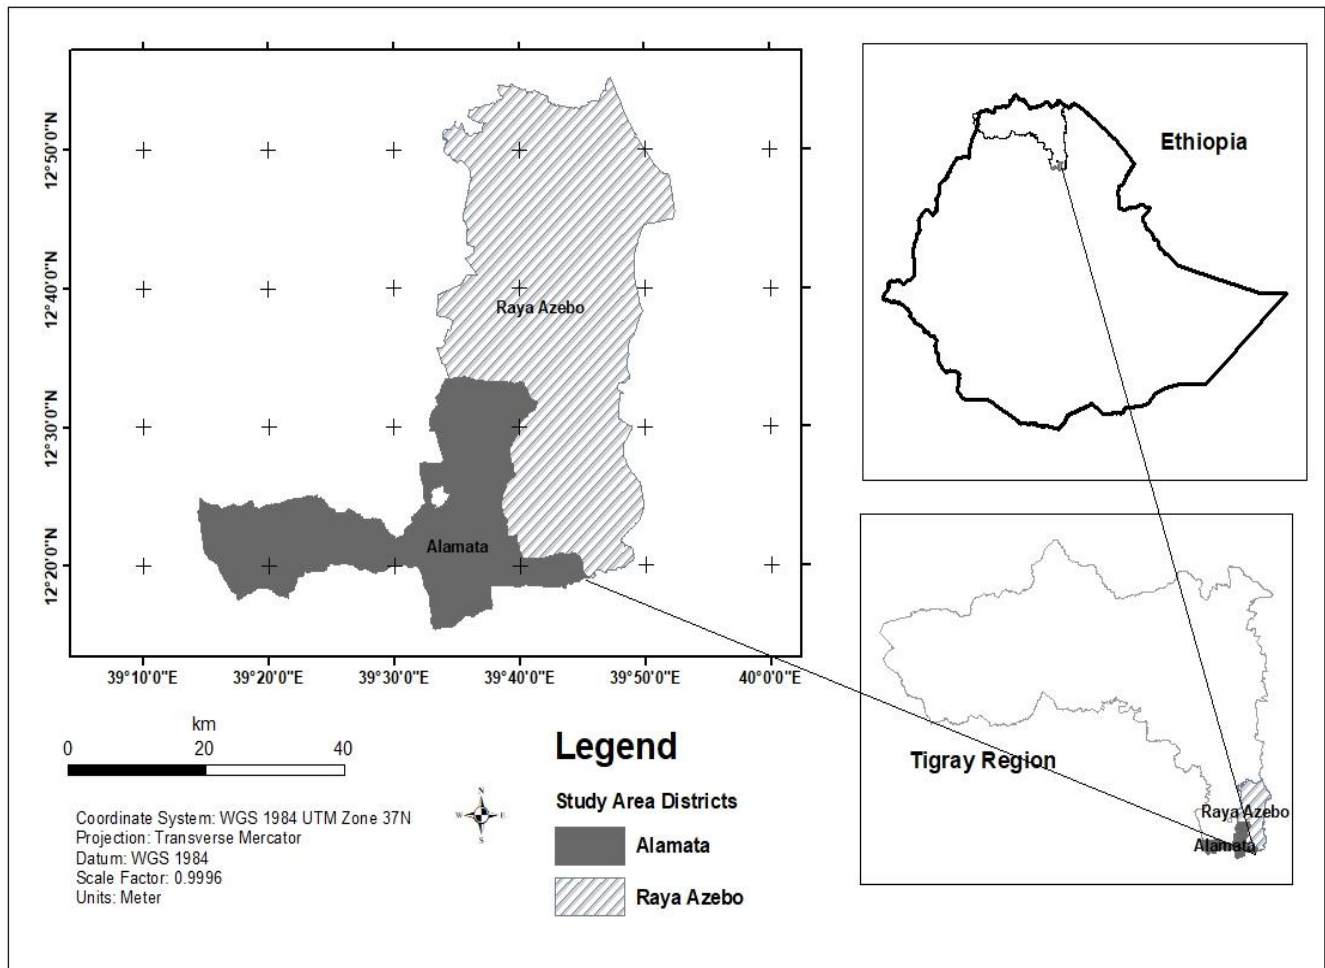 12°50'0"N
12°40'0"N
12°30'0"N
12°20'0"N
Raya Azebo
Alamata
39°10'0"E
39°20'0"E
39°30'0"E
39°40'0"E
39°50'0"E
40°0'0"E
Ethiopia
Tigray Region
Raya Azebo
Alamata
km
0 20 40
Coordinate System: WGS 1984 UTM Zone 37N
Projection: Transverse Mercator
Datum: WGS 1984
Scale Factor: 0.9996
Units: Meter
N
W E
S
Legend
Study Area Districts
Alamata
Raya Azebo